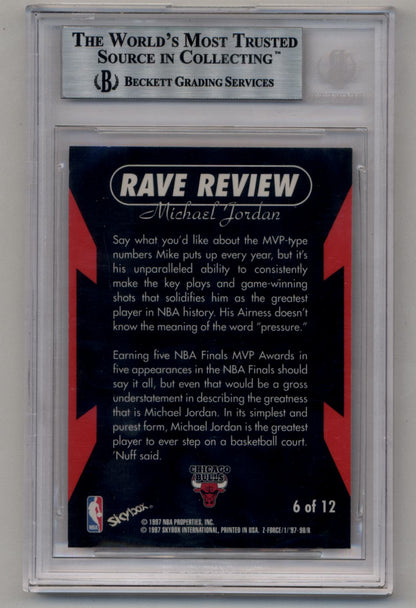 THE WORLD'S MOST TRUSTED
SOURCE IN COLLECTING™
B BECKETT GRADING SERVICES
RAVE REVIEW
Michael Jordan
Say what you'd like about the MVP-type
numbers Mike puts up every year, but it's
his unparalleled ability to consistently
make the key plays and game-winning
shots that solidifies him as the greatest
player in NBA history. His Airness doesn't
know the meaning of the word "pressure."
Earning five NBA Finals MVP Awards in
five appearances in the NBA Finals should
say it all, but even that would be a gross
understatement in describing the greatness
that is Michael Jordan. In its simplest and
purest form, Michael Jordan is the greatest
player to ever step on a basketball court.
'Nuff said.
CHICAGO
BULLS
6 of 12
NBA
SkyBox®
© 1997 NBA PROPERTIES, INC.
© 1997 SKYBOX INTERNATIONAL, PRINTED IN USA. Z-FORCE/1/'97-98/R